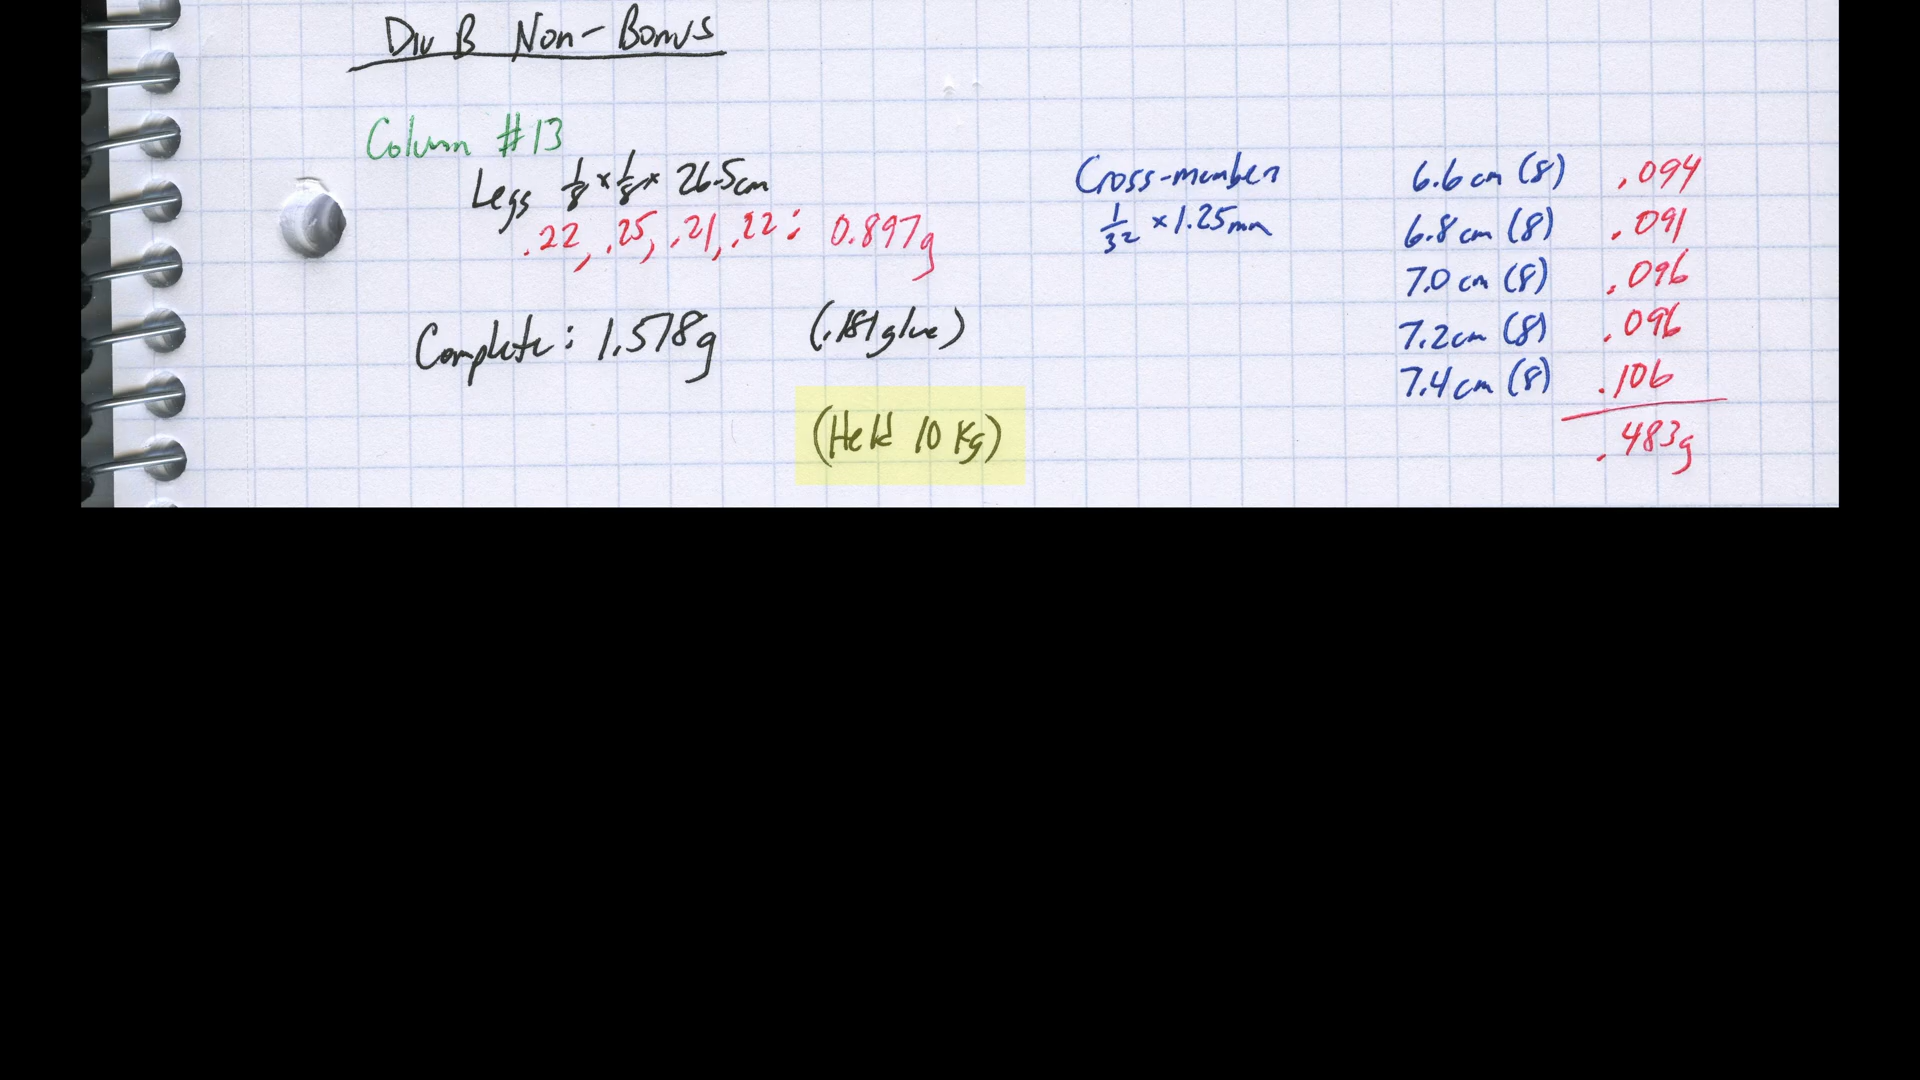 Div B Non-Bonus
Column #13
Legs 1/8 x 1/8 x 26.5cm
.22, .25, .21, .22: 0.897g
Complete: 1.578g (.181 glue)
(Held 10 Kg)
Cross-members
1/32 x 1.25mm
6.6 cm (8) .094
6.8 cm (8) .091
7.0 cm (8) .096
7.2 cm (8) .096
7.4 cm (8) .106
.483g